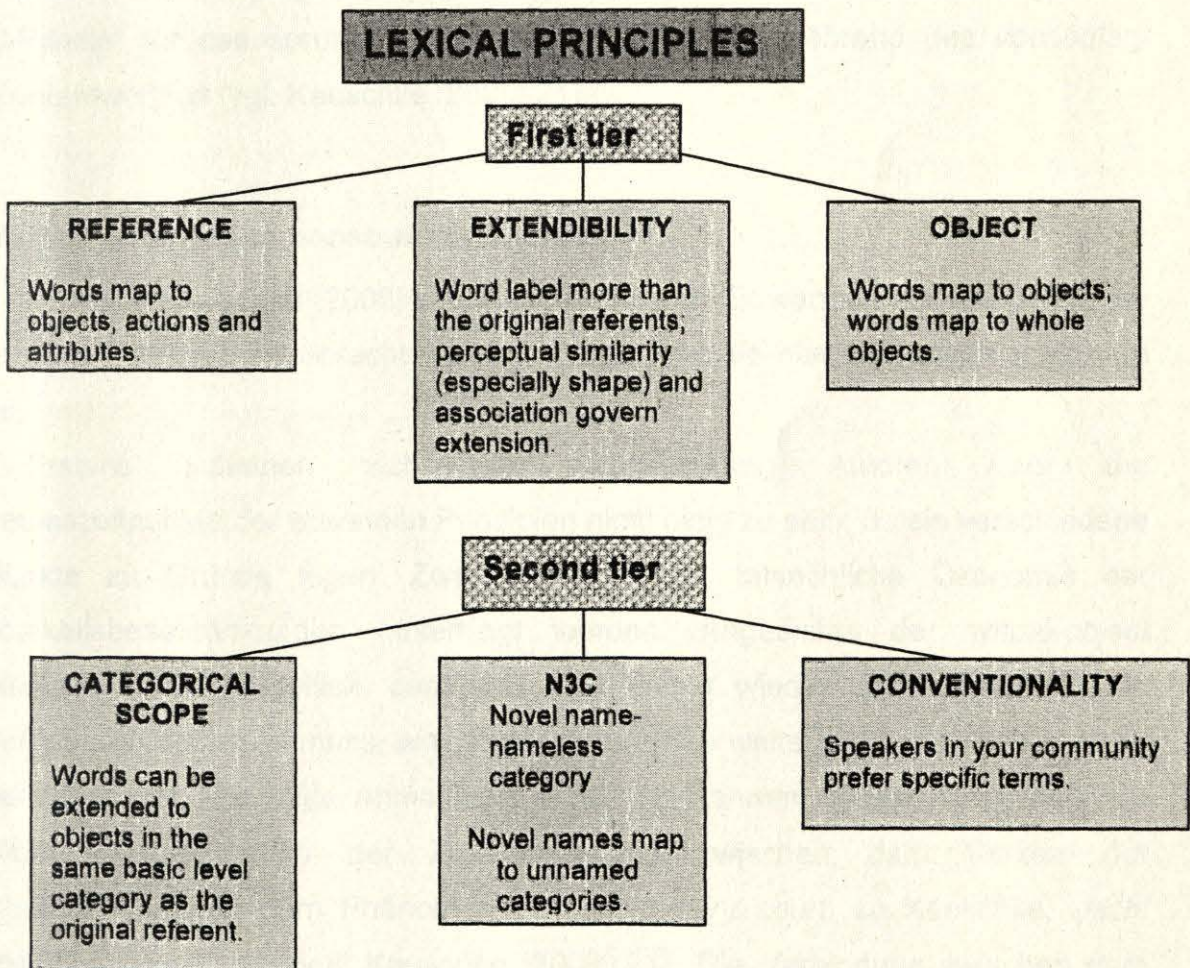 LEXICAL PRINCIPLES
First tier
REFERENCE
Words map to
objects, actions and
attributes.
EXTENDIBILITY
Word label more than
the original referents;
perceptual similarity
(especially shape) and
association govern
extension.
OBJECT
Words map to objects;
words map to whole
objects.
Second tier
CATEGORICAL
SCOPE
Words can be
extended to
objects in the
same basic level
category as the
original referent.
N3C
Novel name-
nameless
category
Novel names map
to unnamed
categories.
CONVENTIONALITY
Speakers in your community
prefer specific terms.